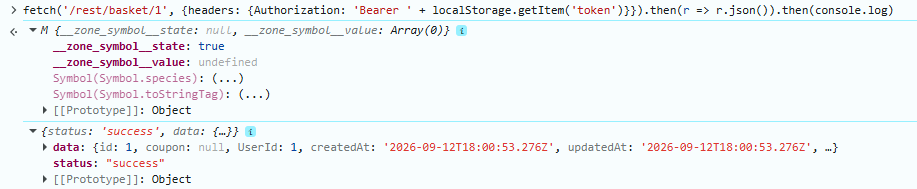 > fetch('/rest/basket/1', {headers: {Authorization: 'Bearer ' + localStorage.getItem('token')}}).then(r => r.json()).then(console.log)
<· ▼ M {__zone_symbol__state: null, __zone_symbol__value: Array(0)} i
__zone_symbol__state: true
__zone_symbol__value: undefined
Symbol(Symbol.species): (...)
Symbol(Symbol.toStringTag): (...)
▶ [[Prototype]]: Object
▼ {status: 'success', data: {…}} i
▶ data: {id: 1, coupon: null, UserId: 1, createdAt: '2026-09-12T18:00:53.276Z', updatedAt: '2026-09-12T18:00:53.276Z', …}
status: "success"
▶ [[Prototype]]: Object